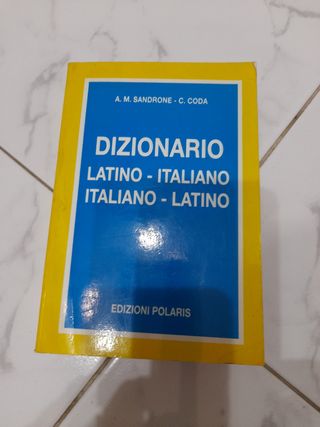 A. M. SANDRONE - C. CODA
DIZIONARIO
LATINO - ITALIANO
ITALIANO - LATINO
EDIZIONI POLARIS